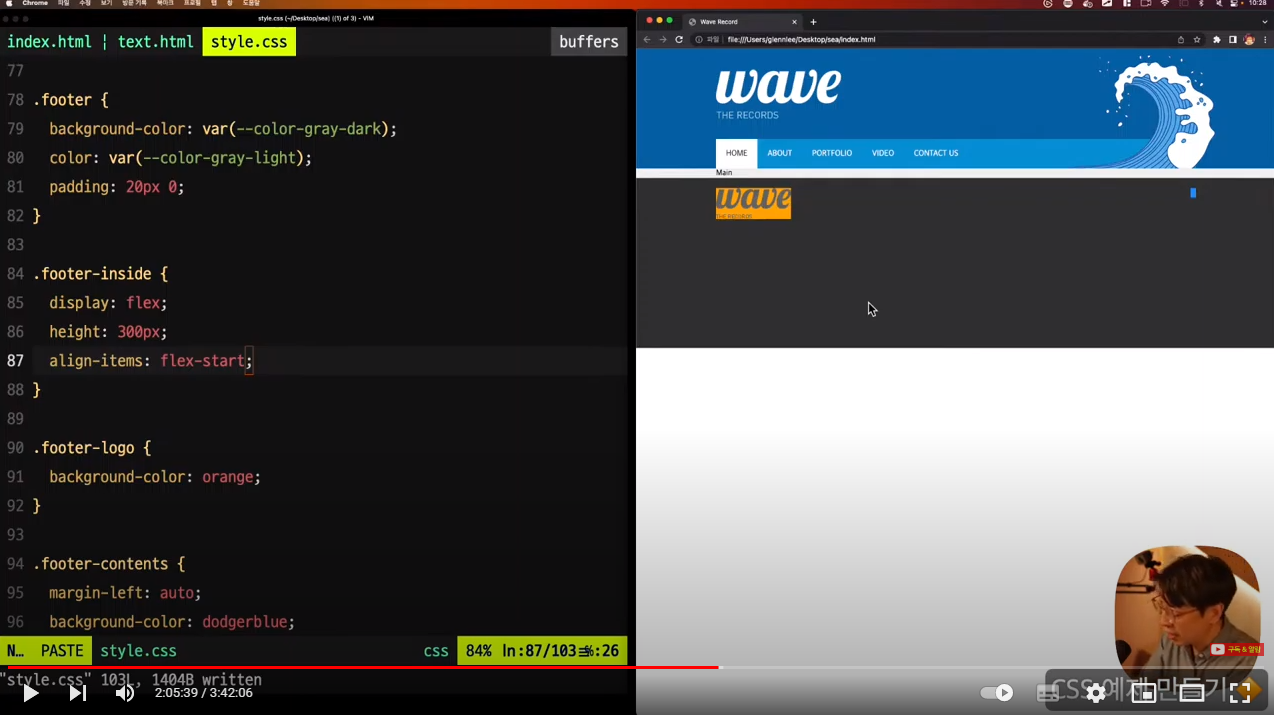 Chrome 파일 수정 보기 방문 기록 북마크 프로필 탭 창 도움말
10:28
style.css (~/Desktop/sea) ((1) of 3) - VIM
index.html | text.html style.css buffers
77
78 .footer {
79 background-color: var(--color-gray-dark);
80 color: var(--color-gray-light);
81 padding: 20px 0;
82 }
83
84 .footer-inside {
85 display: flex;
86 height: 300px;
87 align-items: flex-start;
88 }
89
90 .footer-logo {
91 background-color: orange;
92 }
93
94 .footer-contents {
95 margin-left: auto;
96 background-color: dodgerblue;
N… PASTE style.css css 84% ln:87/103≡℅:26
"style.css" 103L, 1404B written
2:05:39 / 3:42:06
Wave Record
파일 file:///Users/glennlee/Desktop/sea/index.html
wave
THE RECORDS
HOME ABOUT PORTFOLIO VIDEO CONTACT US
Main
wave
THE RECORDS
구독 & 알림
CSS 예제 만들기